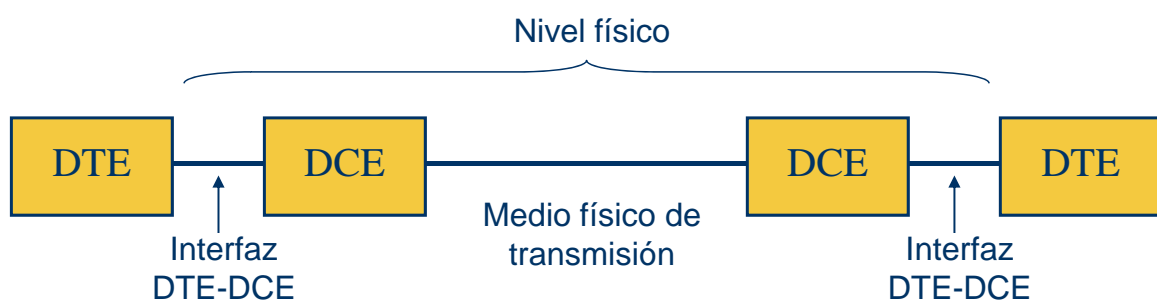 Nivel físico
DTE
DCE
DCE
DTE
Medio físico de
transmisión
Interfaz
DTE-DCE
Interfaz
DTE-DCE